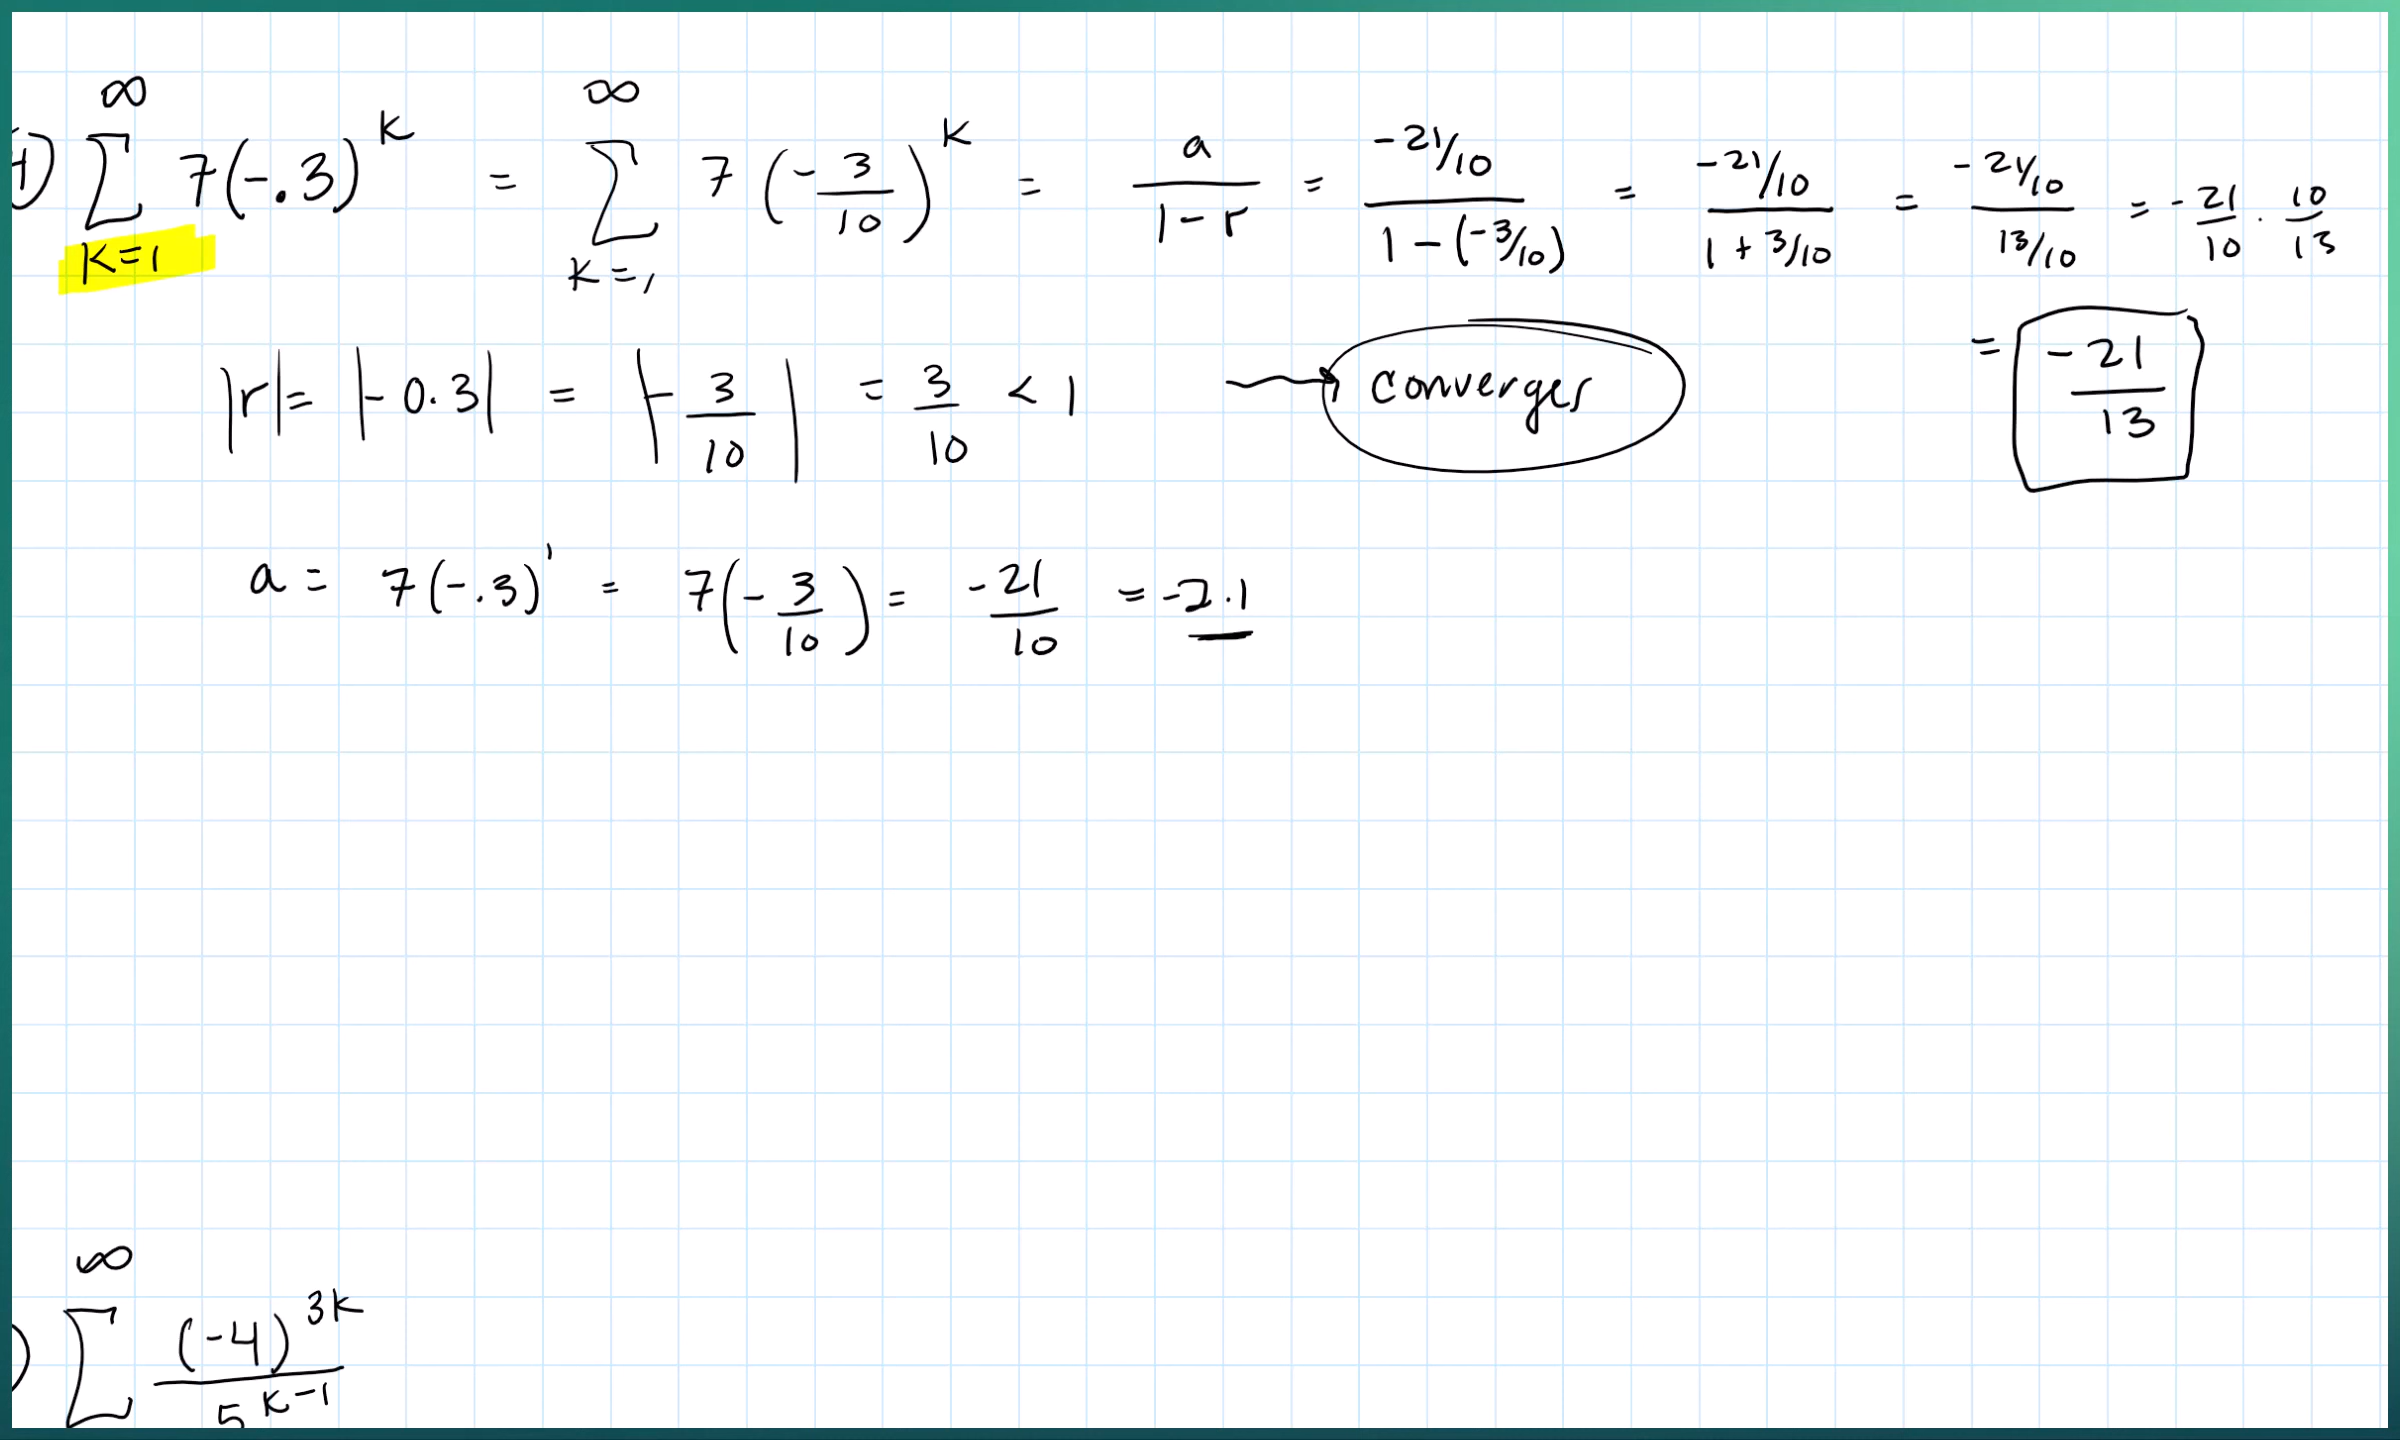 4) ∞ ∑ k=1 7(-.3)^k = ∞ ∑ k=1 7(-3/10)^k = a/(1-r) = (-21/10)/(1-(-3/10)) = (-21/10)/(1+3/10) = (-21/10)/(13/10) = -21/10 · 10/13
= -21/13
|r| = |-0.3| = |-3/10| = 3/10 < 1 → converges
a = 7(-.3)^1 = 7(-3/10) = -21/10 = -2.1
) ∞ ∑ (-4)^3k / 5^k-1